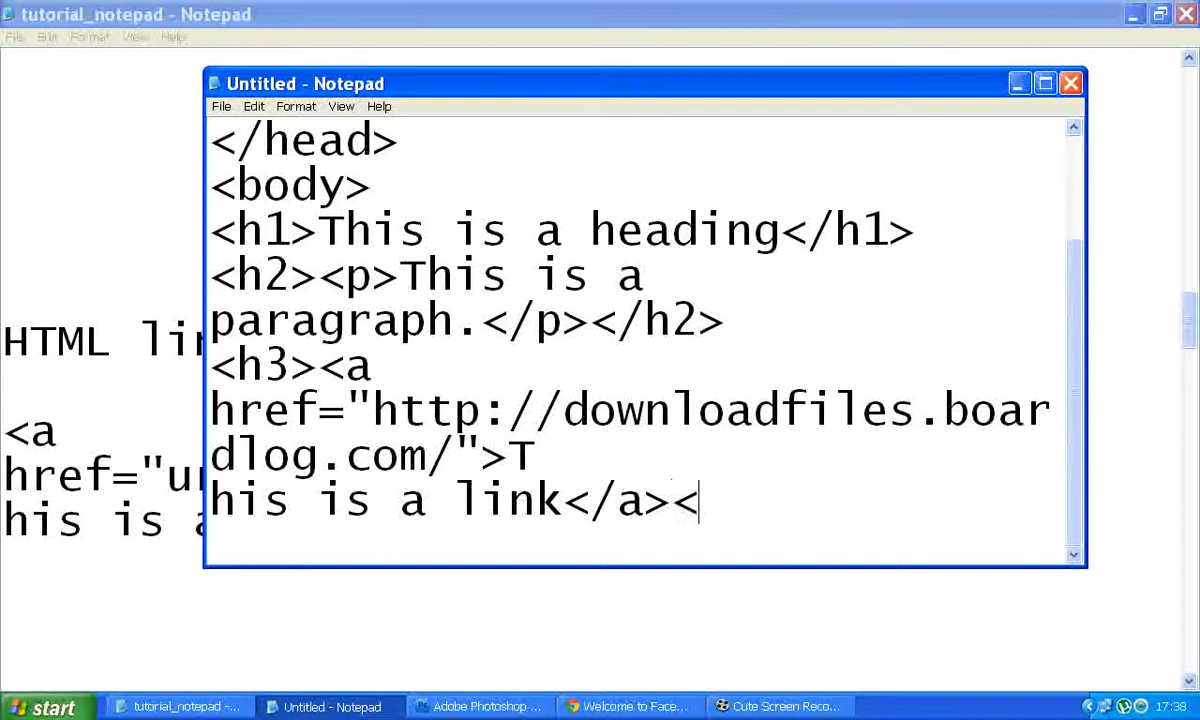 tutorial_notepad - Notepad
File Edit Format View Help
Untitled - Notepad
File Edit Format View Help
</head>
<body>
<h1>This is a heading</h1>
<h2><p>This is a
paragraph.</p></h2>
<h3><a
href="http://downloadfiles.boar
dlog.com/">T
his is a link</a><
HTML lin
<a
href="ur
his is a
start
tutorial_notepad -...
Untitled - Notepad
Adobe Photoshop ...
Welcome to Face...
Cute Screen Reco...
17:38